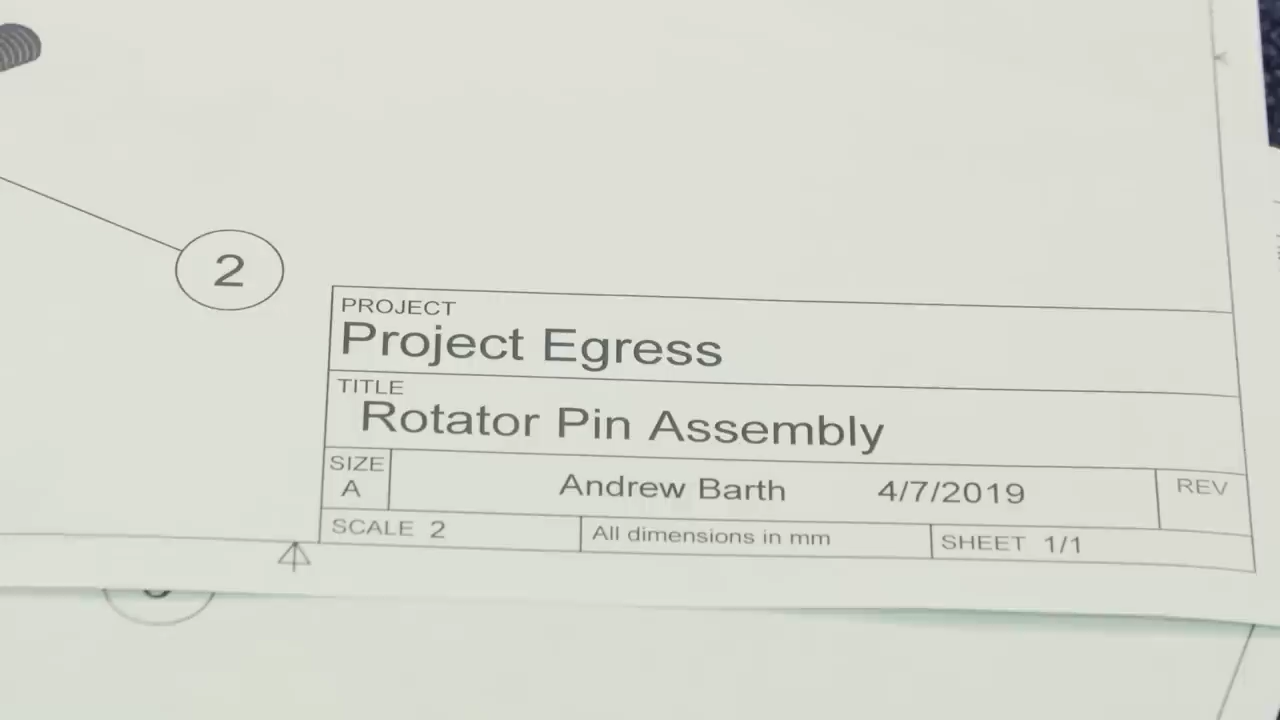 2
PROJECT
Project Egress
TITLE
Rotator Pin Assembly
SIZE
A
Andrew Barth 4/7/2019
REV
SCALE 2
All dimensions in mm
SHEET 1/1